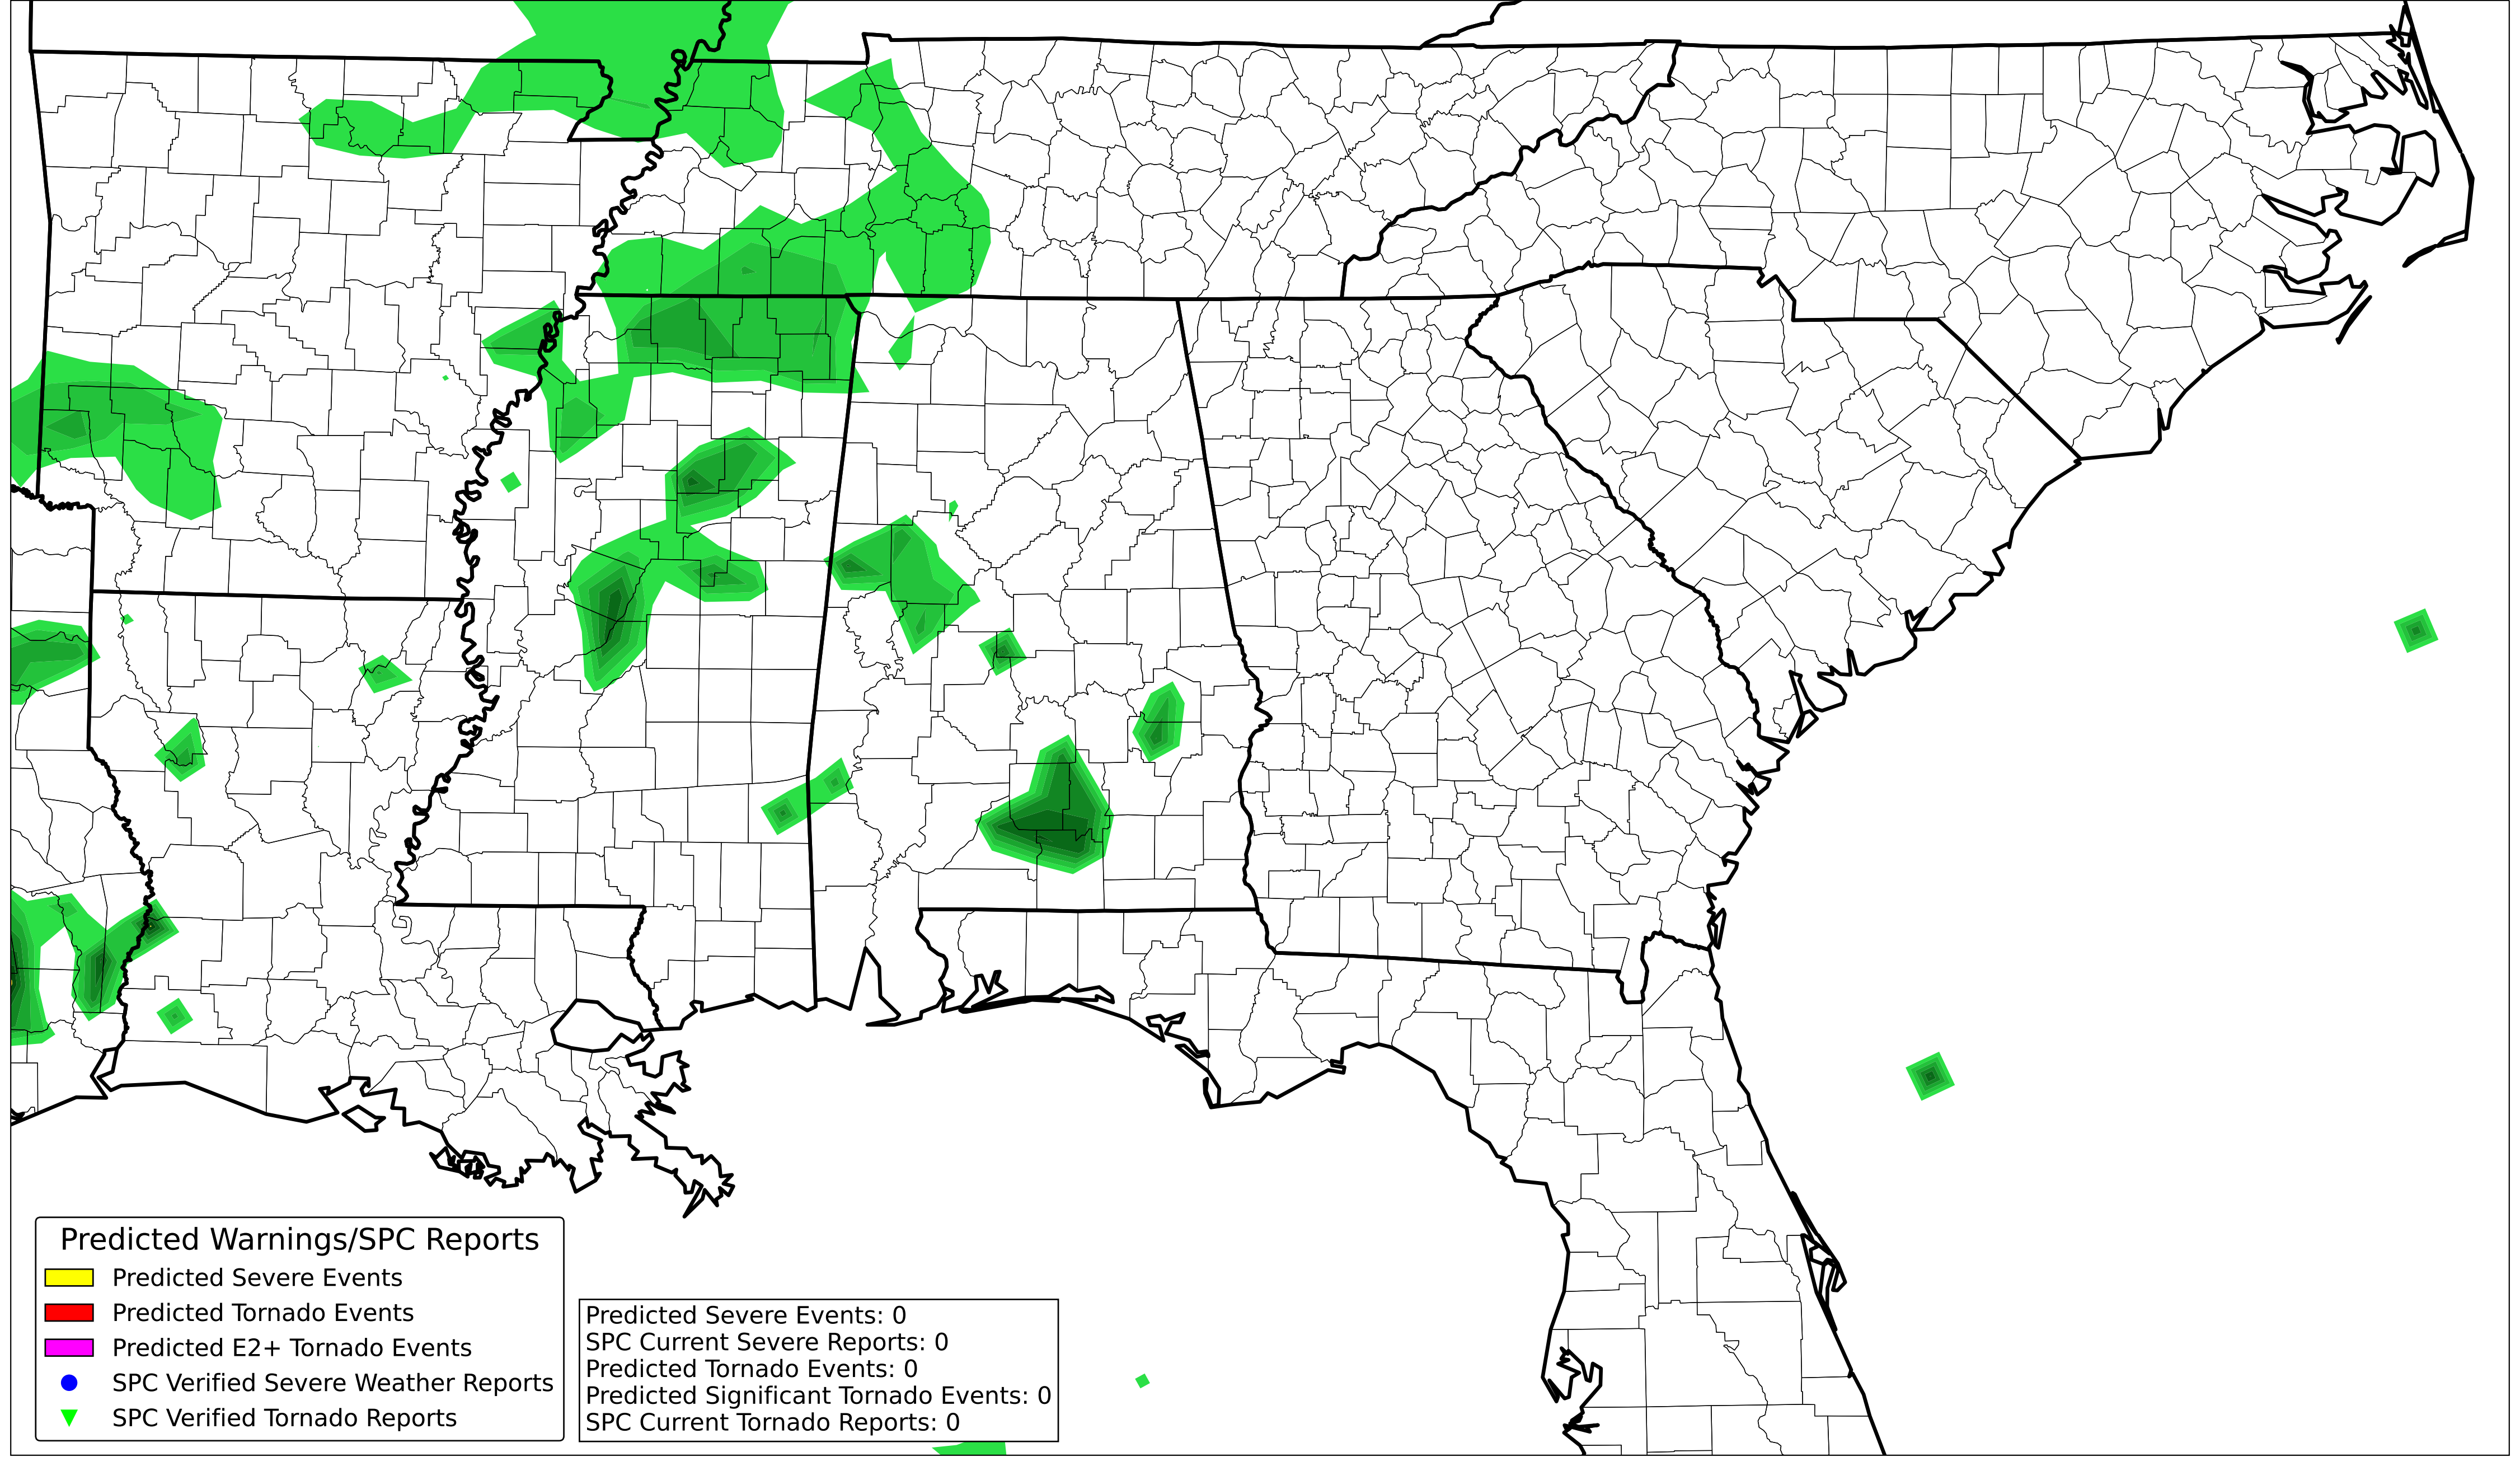 Predicted Warnings/SPC Reports
Predicted Severe Events
Predicted Tornado Events
Predicted E2+ Tornado Events
SPC Verified Severe Weather Reports
SPC Verified Tornado Reports
Predicted Severe Events: 0
SPC Current Severe Reports: 0
Predicted Tornado Events: 0
Predicted Significant Tornado Events: 0
SPC Current Tornado Reports: 0